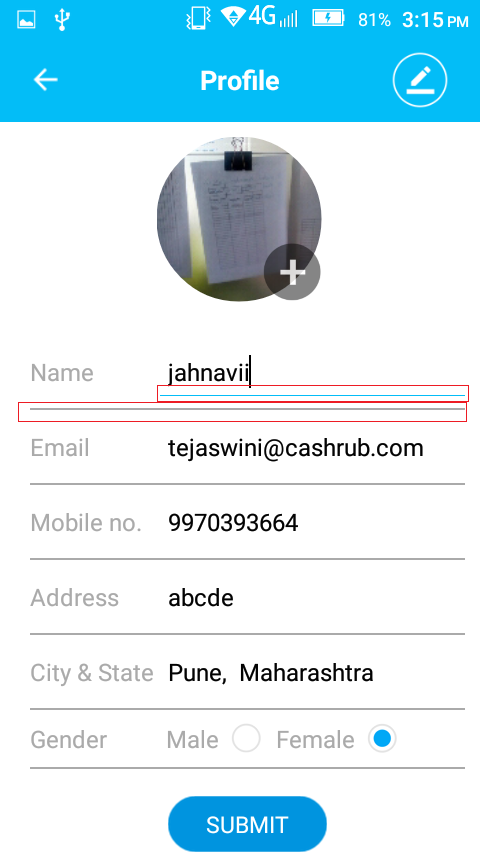 4G 81% 3:15 PM
Profile
Name jahnavii
Email tejaswini@cashrub.com
Mobile no. 9970393664
Address abcde
City & State Pune, Maharashtra
Gender Male Female
SUBMIT